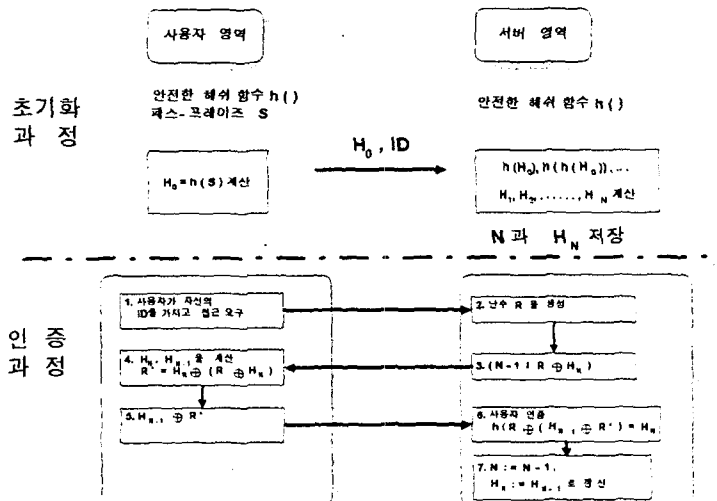 사용자 영역
서버 영역
초기화
과 정
안전한 해쉬 함수 h()
패스-프레이즈 S
안전한 해쉬 함수 h()
H₀ , ID
H₀ = h(S) 계산
h(H₀), h(h(H₀)), ...
H₁, H₂, ......, H_N 계산
N 과 H_N 저장
인 증
과 정
1. 사용자가 자신의
ID를 가지고 접근 요구
2. 난수 R 을 생성
3. (N-1 : R ⊕ H_N)
4. H_N, H_N-1 을 계산
R' = H_N ⊕ (R ⊕ H_N)
5. H_N-1 ⊕ R'
6. 사용자 인증
h(R ⊕ ( H_N-1 ⊕ R' ) = H_N
7. N := N-1,
H_N := H_N-1 로 갱신